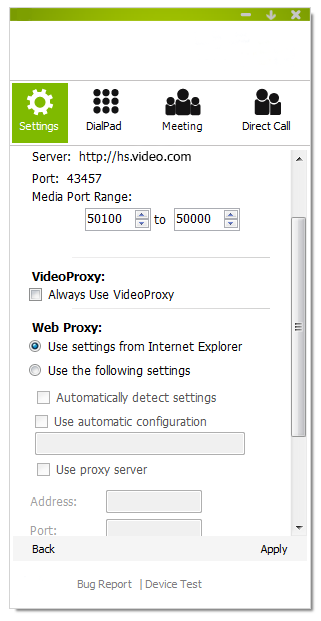 Settings DialPad Meeting Direct Call
Server: http://hs.video.com
Port: 43457
Media Port Range:
50100 to 50000
VideoProxy:
Always Use VideoProxy
Web Proxy:
Use settings from Internet Explorer
Use the following settings
Automatically detect settings
Use automatic configuration
Use proxy server
Address:
Port:
Back Apply
Bug Report | Device Test